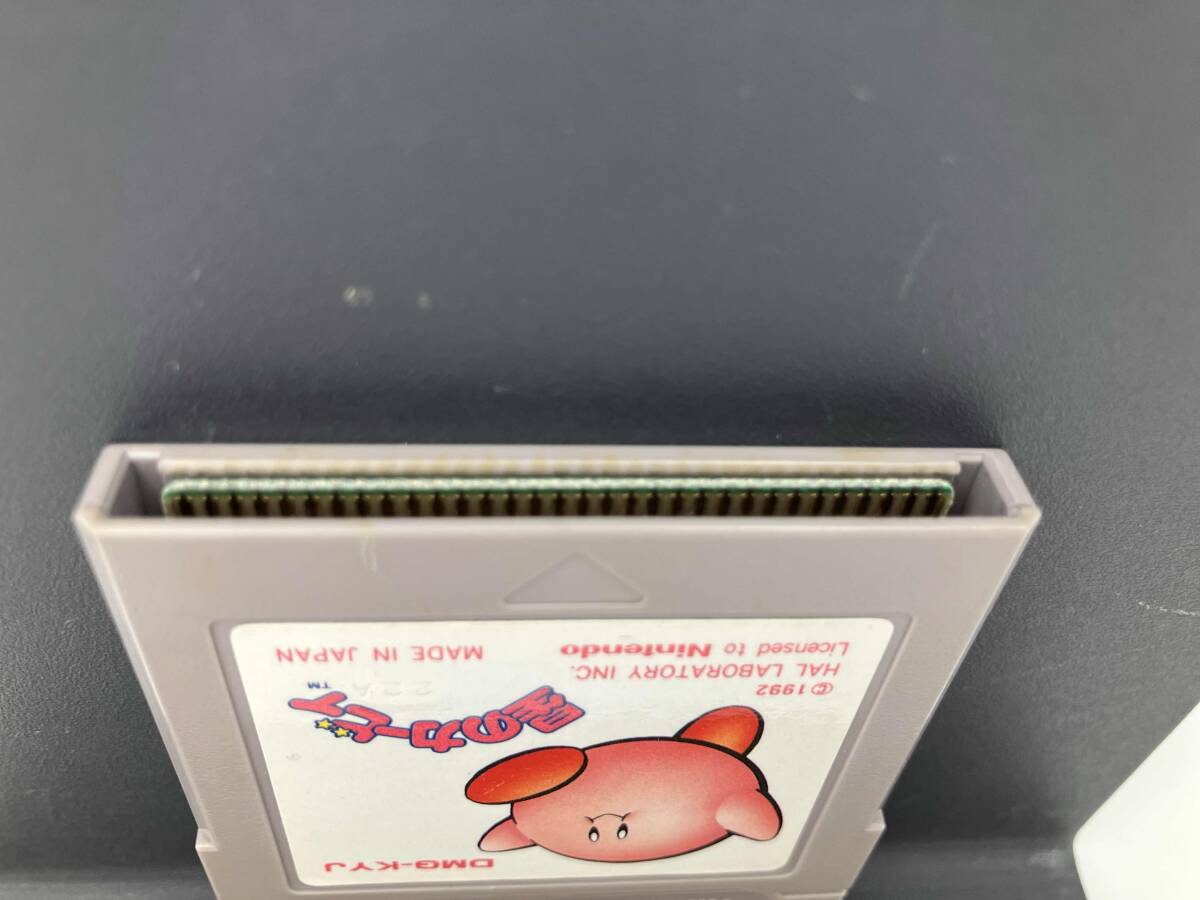 DMG-KYJ
星のカービィ
TM
22A
©1992
HAL LABORATORY INC.
Licensed to Nintendo
MADE IN JAPAN